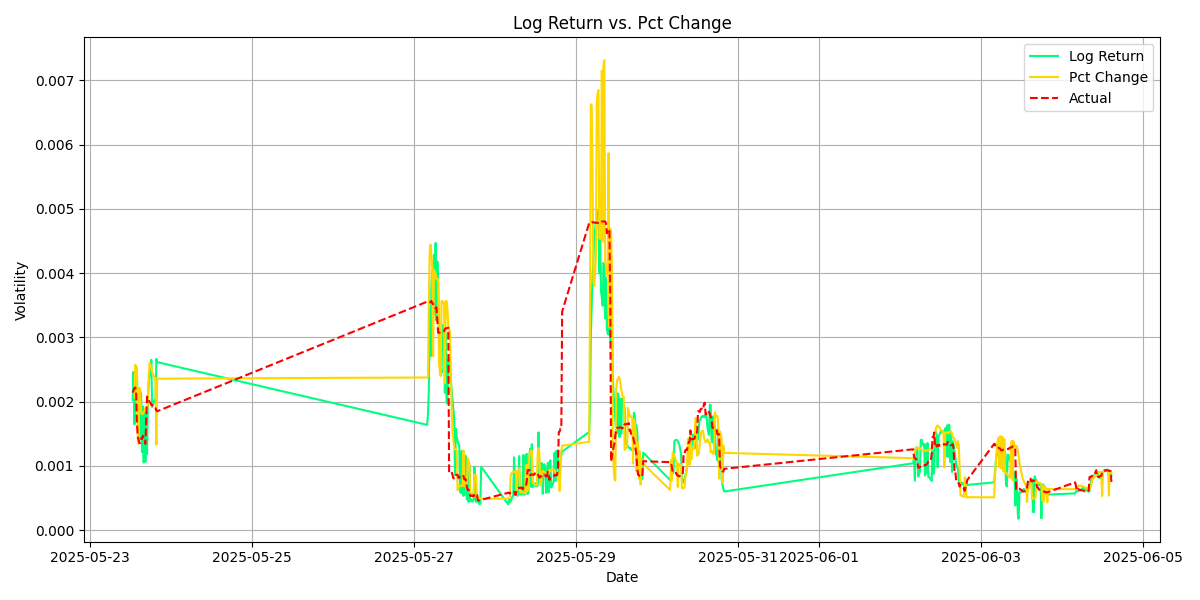 Log Return vs. Pct Change
Log Return
Pct Change
Actual
Volatility
0.007
0.006
0.005
0.004
0.003
0.002
0.001
0.000
2025-05-23 2025-05-25 2025-05-27 2025-05-29 2025-05-31 2025-06-01 2025-06-03 2025-06-05
Date